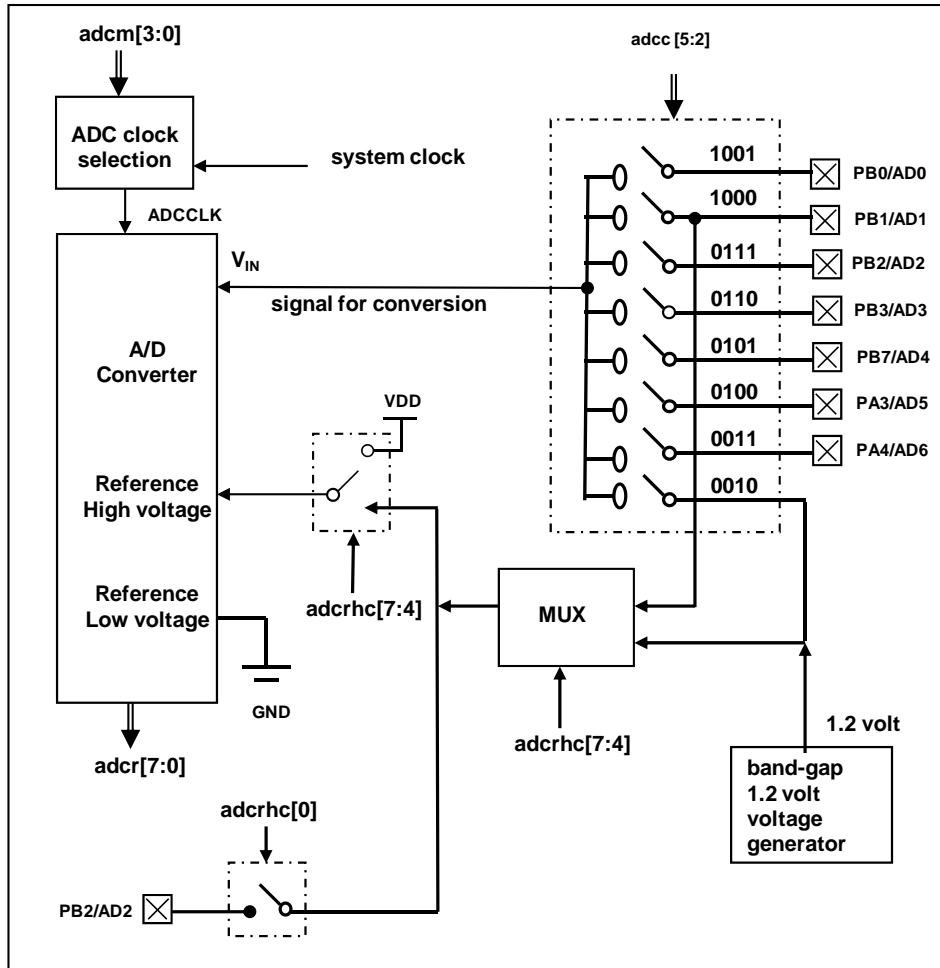 adcm[3:0]
adcc [5:2]
ADC clock
selection
system clock
ADCCLK
1001
PB0/AD0
1000
PB1/AD1
0111
PB2/AD2
0110
PB3/AD3
0101
PB7/AD4
0100
PA3/AD5
0011
PA4/AD6
0010
VIN
signal for conversion
A/D
Converter
VDD
Reference
High voltage
Reference
Low voltage
adcrhc[7:4]
MUX
GND
adcrhc[7:4]
1.2 volt
adcr[7:0]
band-gap
1.2 volt
voltage
generator
adcrhc[0]
PB2/AD2